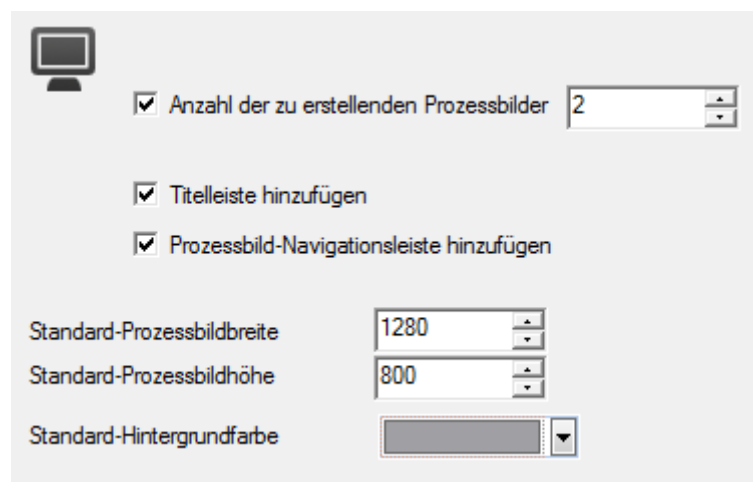 Anzahl der zu erstellenden Prozessbilder 2
Titelleiste hinzufügen
Prozessbild-Navigationsleiste hinzufügen
Standard-Prozessbildbreite 1280
Standard-Prozessbildhöhe 800
Standard-Hintergrundfarbe